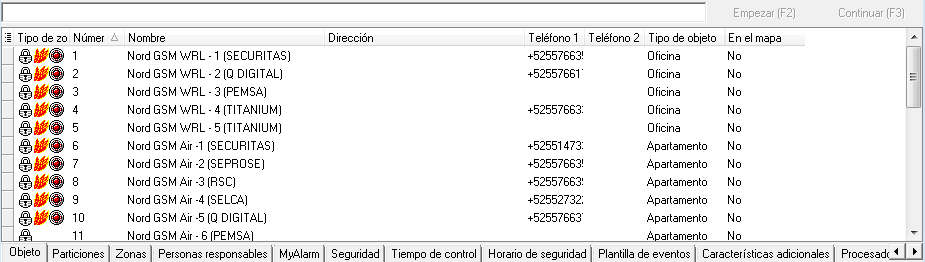 Empezar (F2) Continuar (F3)
Tipo de zo Númer Nombre Dirección Teléfono 1 Teléfono 2 Tipo de objeto En el mapa
1 Nord GSM WRL - 1 (SECURITAS) +52557663 Oficina No
2 Nord GSM WRL - 2 (Q DIGITAL) +52557661 Oficina No
3 Nord GSM WRL - 3 (PEMSA) Oficina No
4 Nord GSM WRL - 4 (TITANIUM) +52557663 Oficina No
5 Nord GSM WRL - 5 (TITANIUM) Oficina No
6 Nord GSM Air -1 (SECURITAS) +52551473 Apartamento No
7 Nord GSM Air -2 (SEPROSE) +52557663 Apartamento No
8 Nord GSM Air -3 (RSC) +52557663 Apartamento No
9 Nord GSM Air -4 (SELCA) +52552732 Apartamento No
10 Nord GSM Air -5 (Q DIGITAL) +52557663 Apartamento No
11 Nord GSM Air - 6 (PEMSA) Apartamento No
Objeto Particiones Zonas Personas responsables MyAlarm Seguridad Tiempo de control Horario de seguridad Plantilla de eventos Características adicionales Procesado